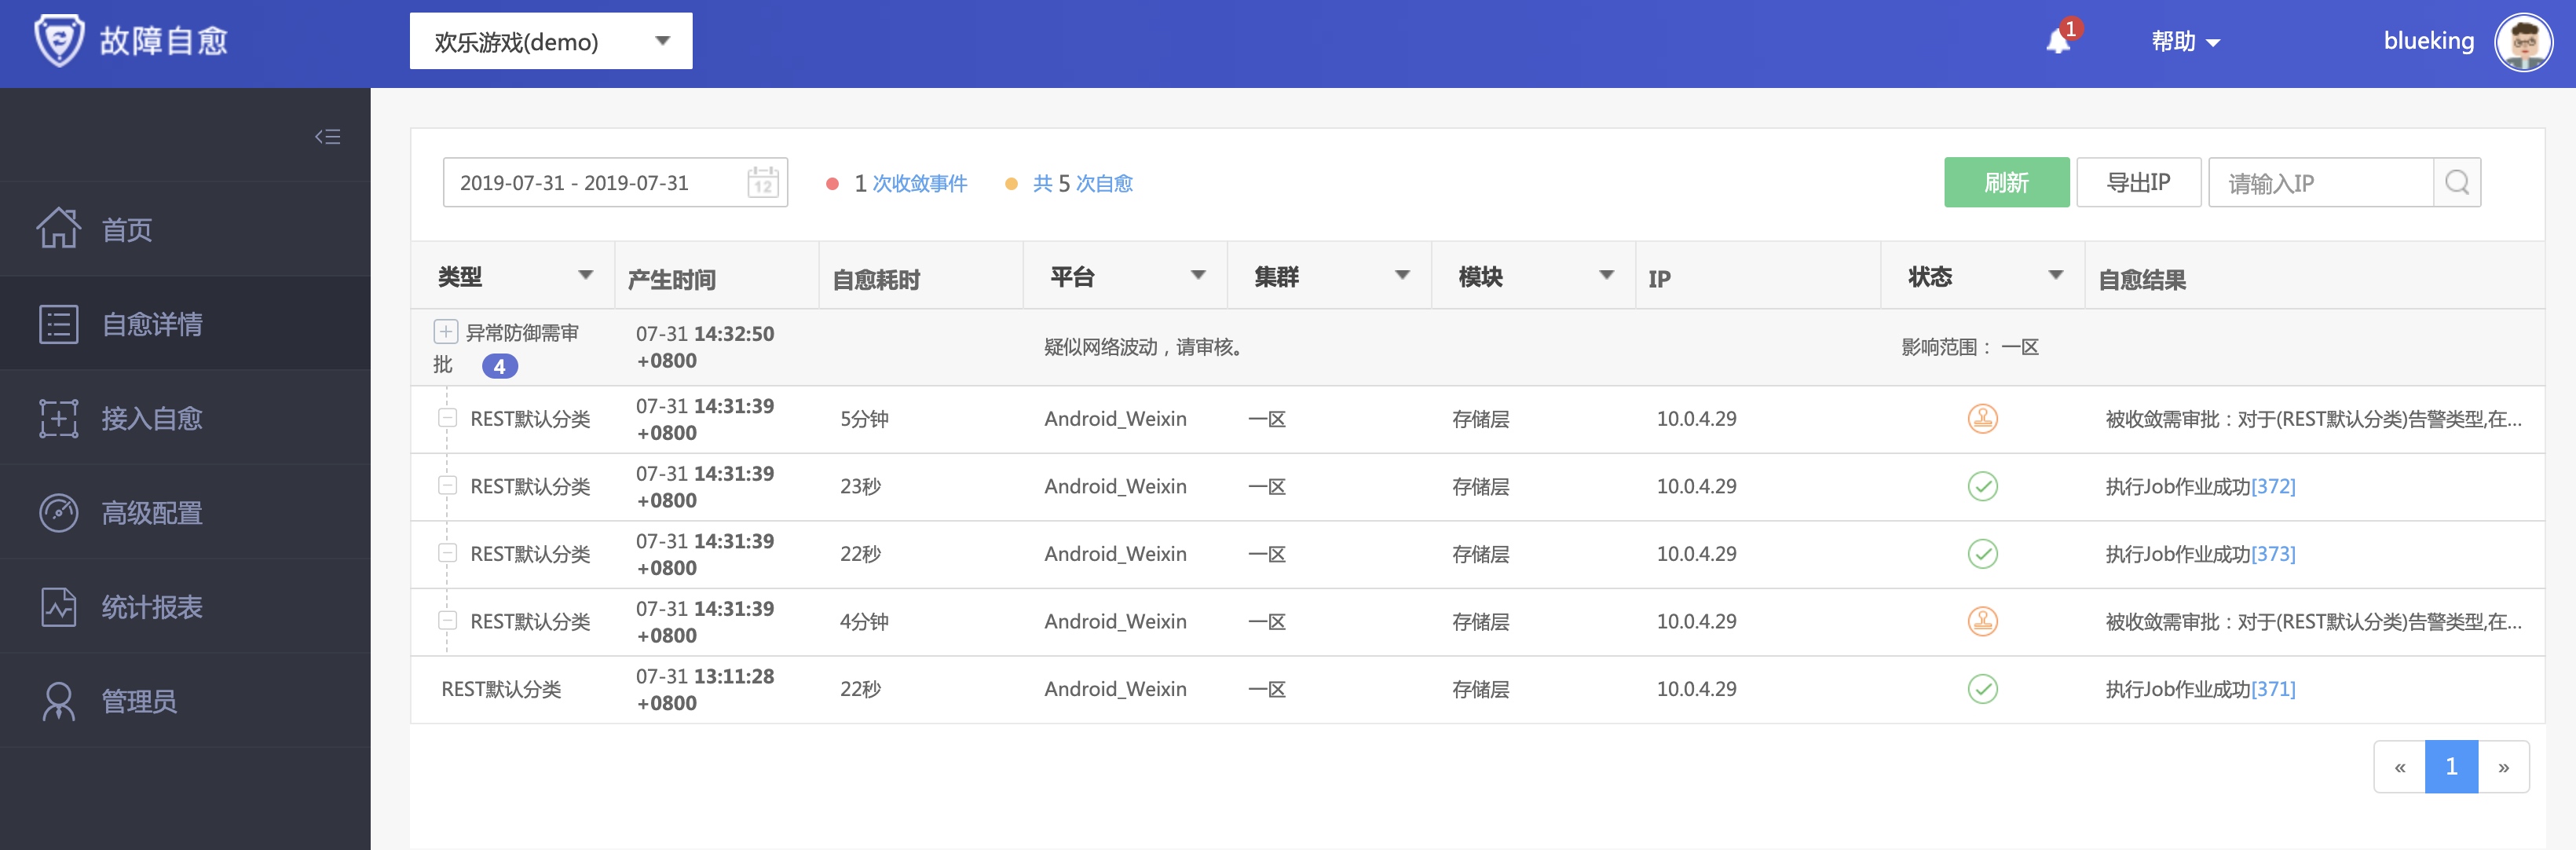 故障自愈
欢乐游戏(demo)
1
帮助
blueking
首页
自愈详情
接入自愈
高级配置
统计报表
管理员
2019-07-31 - 2019-07-31
12
1 次收敛事件
共 5 次自愈
刷新
导出IP
请输入IP
类型 产生时间 自愈耗时 平台 集群 模块 IP 状态 自愈结果
异常防御需审
批 4
07-31 14:32:50
+0800
疑似网络波动，请审核。
影响范围： 一区
REST默认分类
07-31 14:31:39
+0800
5分钟 Android_Weixin 一区 存储层 10.0.4.29 被收敛需审批：对于(REST默认分类)告警类型,在...
REST默认分类
07-31 14:31:39
+0800
23秒 Android_Weixin 一区 存储层 10.0.4.29 执行Job作业成功[372]
REST默认分类
07-31 14:31:39
+0800
22秒 Android_Weixin 一区 存储层 10.0.4.29 执行Job作业成功[373]
REST默认分类
07-31 14:31:39
+0800
4分钟 Android_Weixin 一区 存储层 10.0.4.29 被收敛需审批：对于(REST默认分类)告警类型,在...
REST默认分类
07-31 13:11:28
+0800
22秒 Android_Weixin 一区 存储层 10.0.4.29 执行Job作业成功[371]
« 1 »